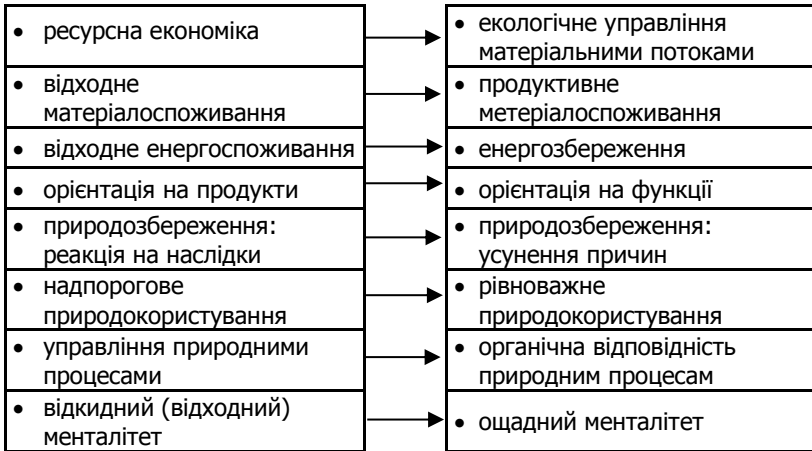 • ресурсна економіка
• екологічне управління
матеріальними потоками
• відходне
матеріалоспоживання
• продуктивне
метеріалоспоживання
• відходне енергоспоживання
• енергозбереження
• орієнтація на продукти
• орієнтація на функції
• природозбереження:
реакція на наслідки
• природозбереження:
усунення причин
• надпорогове
природокористування
• рівноважне
природокористування
• управління природними
процесами
• органічна відповідність
природним процесам
• відкидний (відходний)
менталітет
• ощадний менталітет